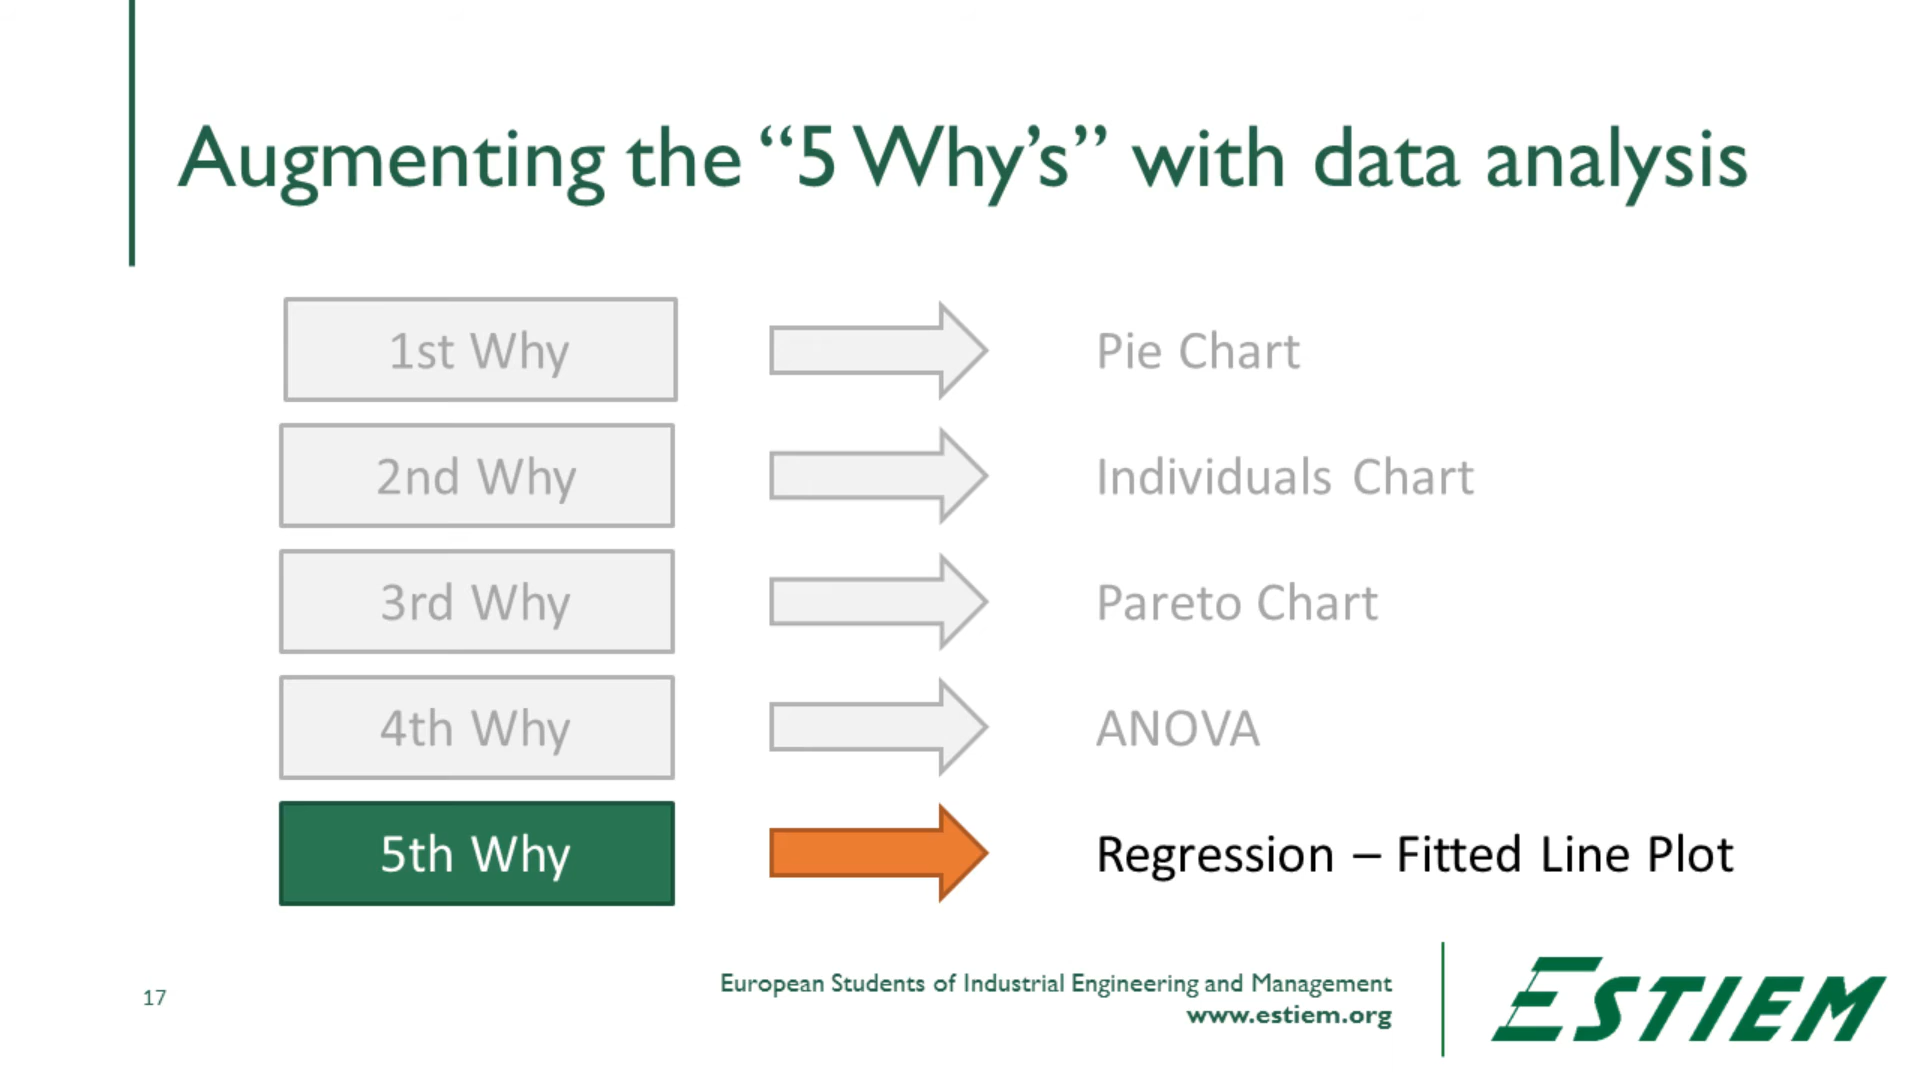 Augmenting the “5 Why’s” with data analysis
1st Why
Pie Chart
2nd Why
Individuals Chart
3rd Why
Pareto Chart
4th Why
ANOVA
5th Why
Regression – Fitted Line Plot
17
European Students of Industrial Engineering and Management
www.estiem.org
ESTIEM